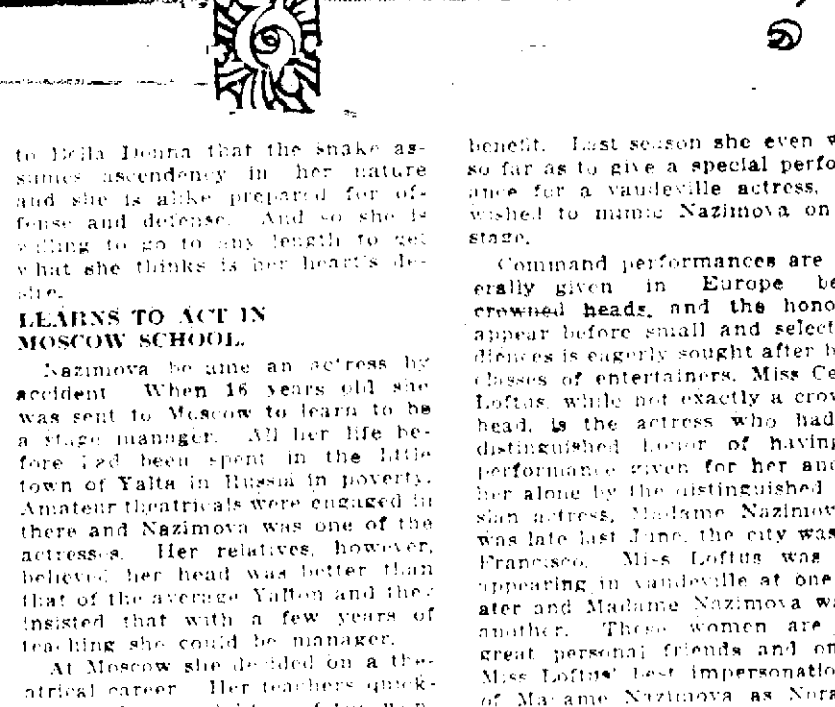 to Bella Donna that the snake as-
sumes ascendency in her nature
and she is alike prepared for of-
fense and defense. And so she is
willing to go to any length to get
what she thinks is her heart's de-
sire.
LEARNS TO ACT IN
MOSCOW SCHOOL.
Nazimova became an actress by
accident. When 16 years old she
was sent to Moscow to learn to be
a stage manager. All her life be-
fore had been spent in the little
town of Yalta in Russia in poverty.
Amateur theatricals were engaged in
there and Nazimova was one of the
actresses. Her relatives, however,
believed her head was better than
that of the average Yalton and they
insisted that with a few years of
teaching she could be manager.
At Moscow she decided on a the-
atrical career. Her teachers quick-
benefit. Last season she even w
so far as to give a special perfo
ance for a vaudeville actress,
wished to mimic Nazimova on
stage.
Command performances are
erally given in Europe be
crowned heads, and the hono
appear before small and select
diences is eagerly sought after b
classes of entertainers. Miss Ce
Loftus, while not exactly a crow
head, is the actress who had
distinguished honor of having
performance given for her and
her alone by the distinguished
sian actress, Madame Nazimov
was late last June, the city was
Francisco. Miss Loftus was
appearing in vaudeville at one
ater and Madame Nazimova wa
another. These women are
great personal friends and on
Miss Loftus' best impersonatio
of Madame Nazimova as Nora